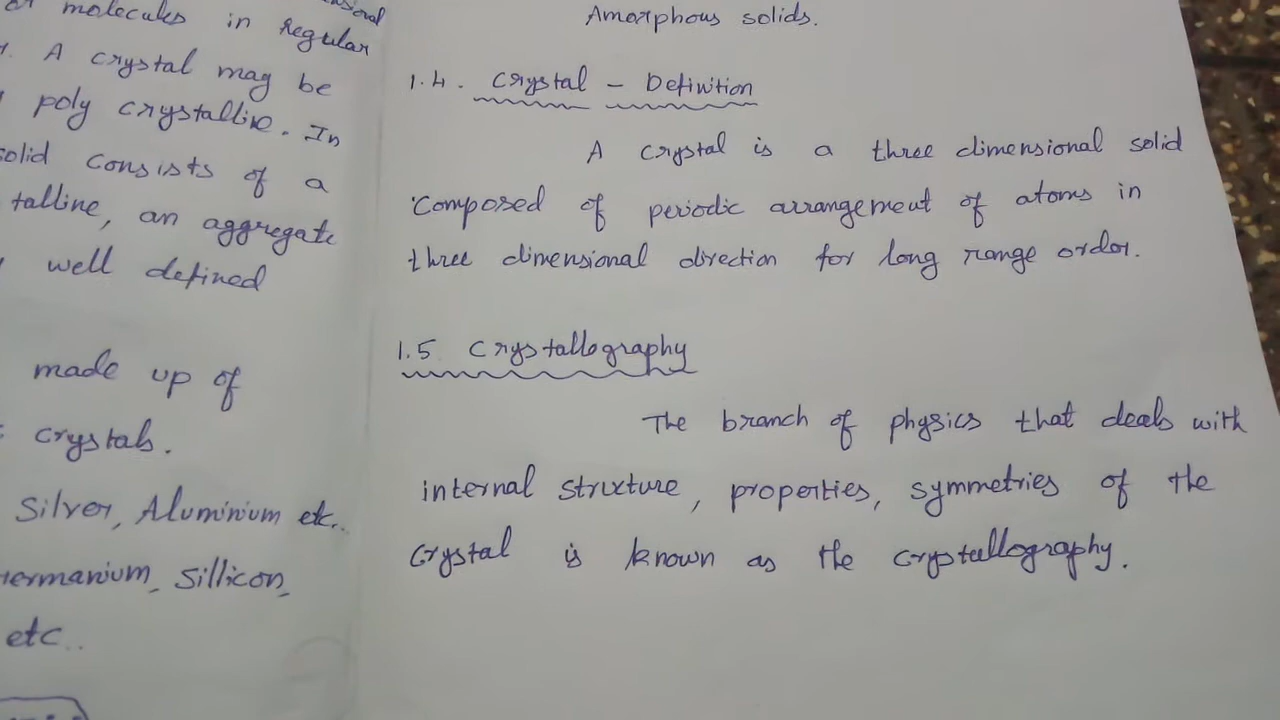 molecules in regular
A crystal may be
poly crystalline. In
consists of a
talline, an aggregate
well defined
made up of
crystals.
Silver, Aluminium etc..
ermanium, Sillicon,
etc..
Amorphous solids.
1.4. Crystal - Definition
A crystal is a three dimensional solid
composed of periodic arrangement of atoms in
three dimensional direction for long range order.
1.5 Crystallography
The branch of physics that deals with
internal structure, properties, symmetries of the
crystal is known as the crystallography.